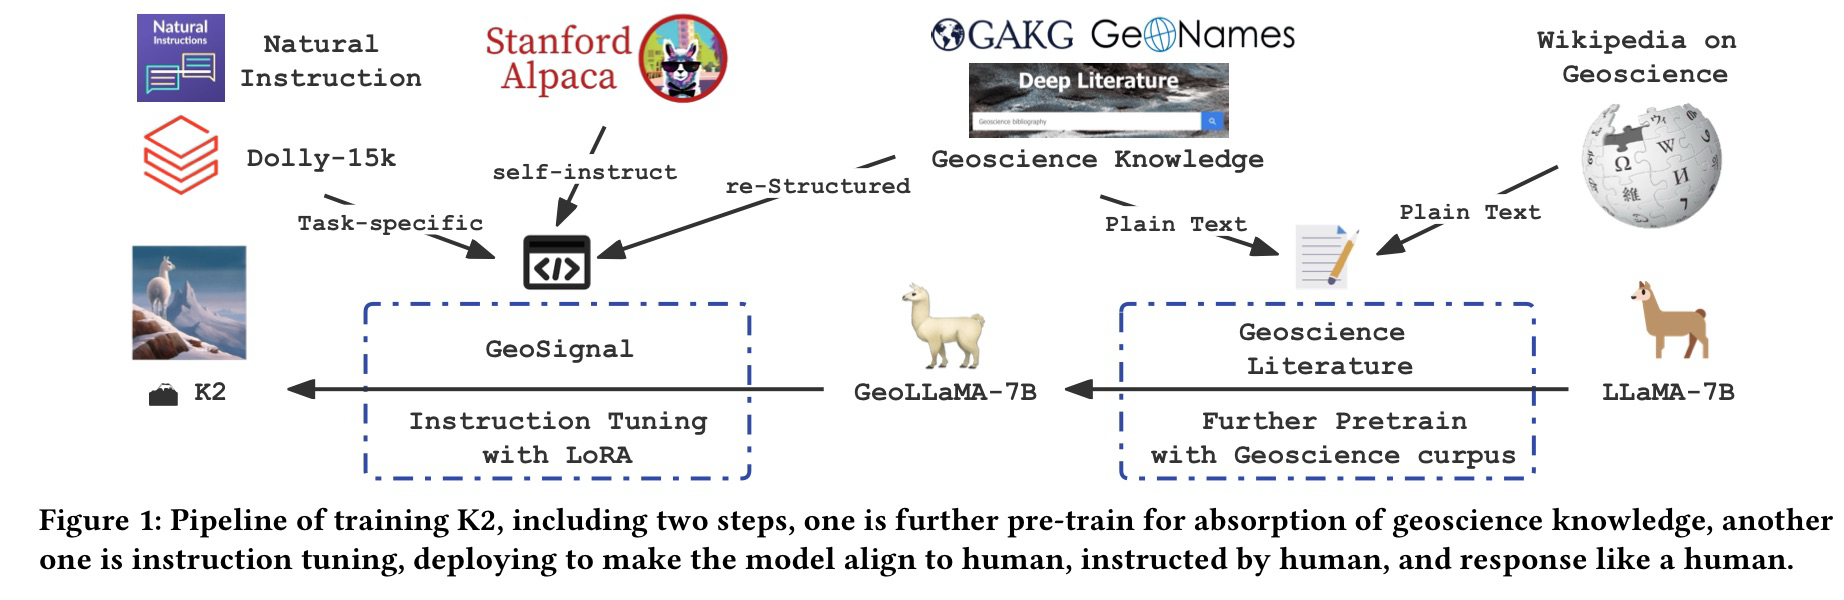 Natural
Instructions
Natural
Instruction
Stanford
Alpaca
GAKG GeoNames
Deep Literature
Geoscience bibliography
Wikipedia on
Geoscience
Dolly-15k
self-instruct
re-Structured
Geoscience Knowledge
Task-specific
Plain Text
Plain Text
Ω W И
維
ウィ
</>
GeoSignal
Geoscience
Literature
K2
GeoLLaMA-7B
LLaMA-7B
Instruction Tuning
with LoRA
Further Pretrain
with Geoscience curpus
Figure 1: Pipeline of training K2, including two steps, one is further pre-train for absorption of geoscience knowledge, another
one is instruction tuning, deploying to make the model align to human, instructed by human, and response like a human.